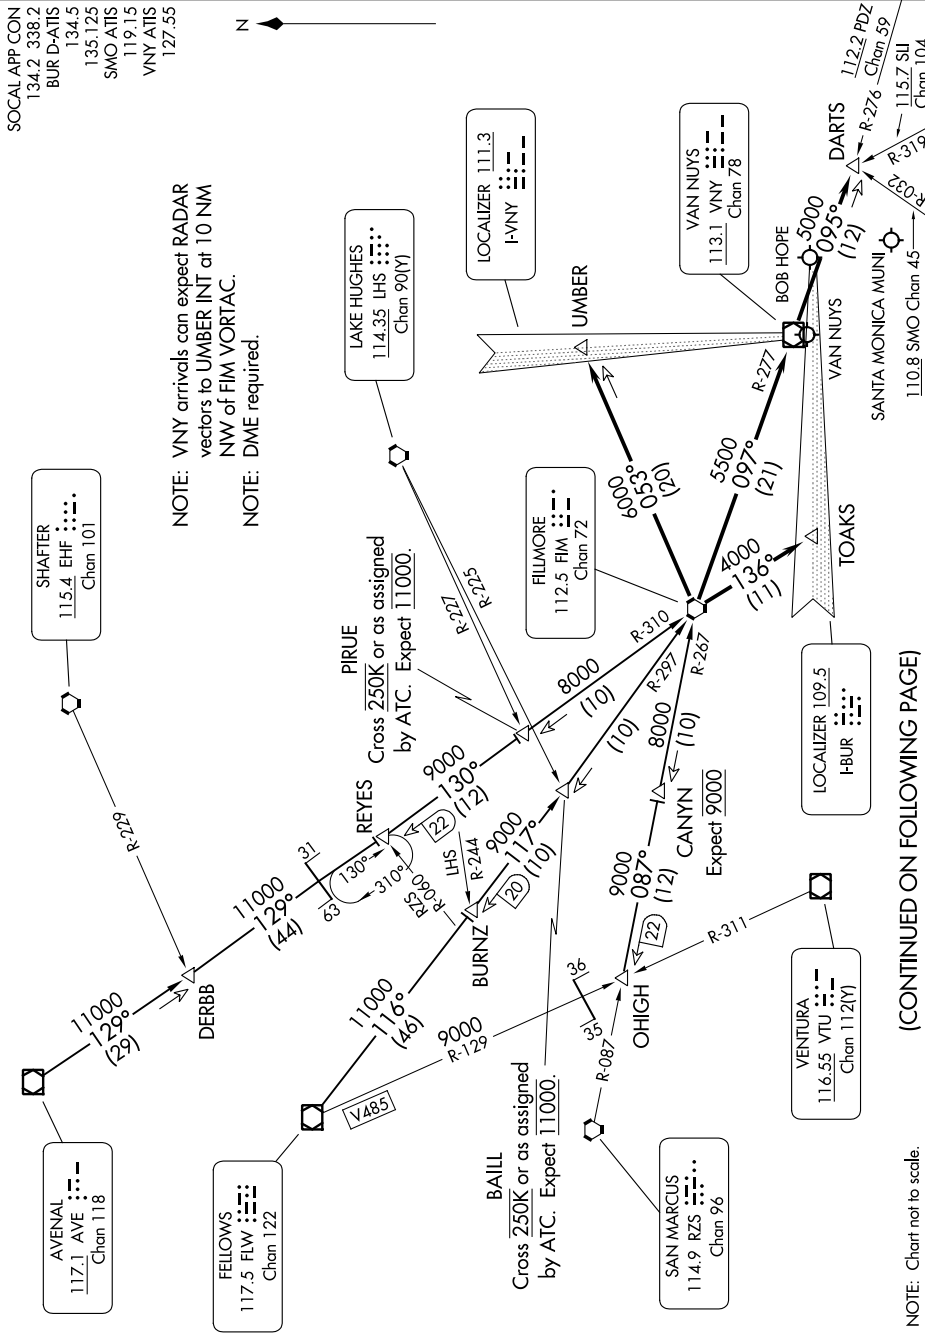 SOCAL APP CON
134.2 338.2
BUR D-ATIS
134.5
135.125
SMO ATIS
119.15
VNY ATIS
127.55
N
NOTE: VNY arrivals can expect RADAR
vectors to UMBER INT at 10 NM
NW of FIM VORTAC.
NOTE: DME required.
SHAFTER
115.4 EHF
Chan 101
LAKE HUGHES
114.35 LHS
Chan 90(Y)
LOCALIZER 111.3
I-VNY
VAN NUYS
113.1 VNY
Chan 78
112.2 PDZ
Chan 59
R-276
115.7 SLI
Chan 104
R-319
R-032
DARTS
5000
095°
(12)
BOB HOPE
SANTA MONICA MUNI
110.8 SMO Chan 45
VAN NUYS
UMBER
6000
053°
(20)
R-277
5500
097°
(21)
4000
136°
(11)
TOAKS
FILLMORE
112.5 FIM
Chan 72
LOCALIZER 109.5
I-BUR
R-229
R-227
R-225
PIRUE
Cross 250K or as assigned
by ATC. Expect 11000.
R-310
8000
(10)
R-297
(10)
R-267
8000
(10)
REYES
9000
130°
(12)
22
31
63
130°
310°
RZS
R-060
LHS
R-244
9000
117°
(10)
20
BURNZ
CANYN
Expect 9000
9000
087°
(12)
22
AVENAL
117.1 AVE
Chan 118
11000
129°
(29)
DERBB
11000
129°
(44)
FELLOWS
117.5 FLW
Chan 122
11000
116°
(46)
V485
9000
R-129
36
35
OHIGH
R-311
R-087
BAILL
Cross 250K or as assigned
by ATC. Expect 11000.
SAN MARCUS
114.9 RZS
Chan 96
VENTURA
116.55 VTU
Chan 112(Y)
(CONTINUED ON FOLLOWING PAGE)
NOTE: Chart not to scale.